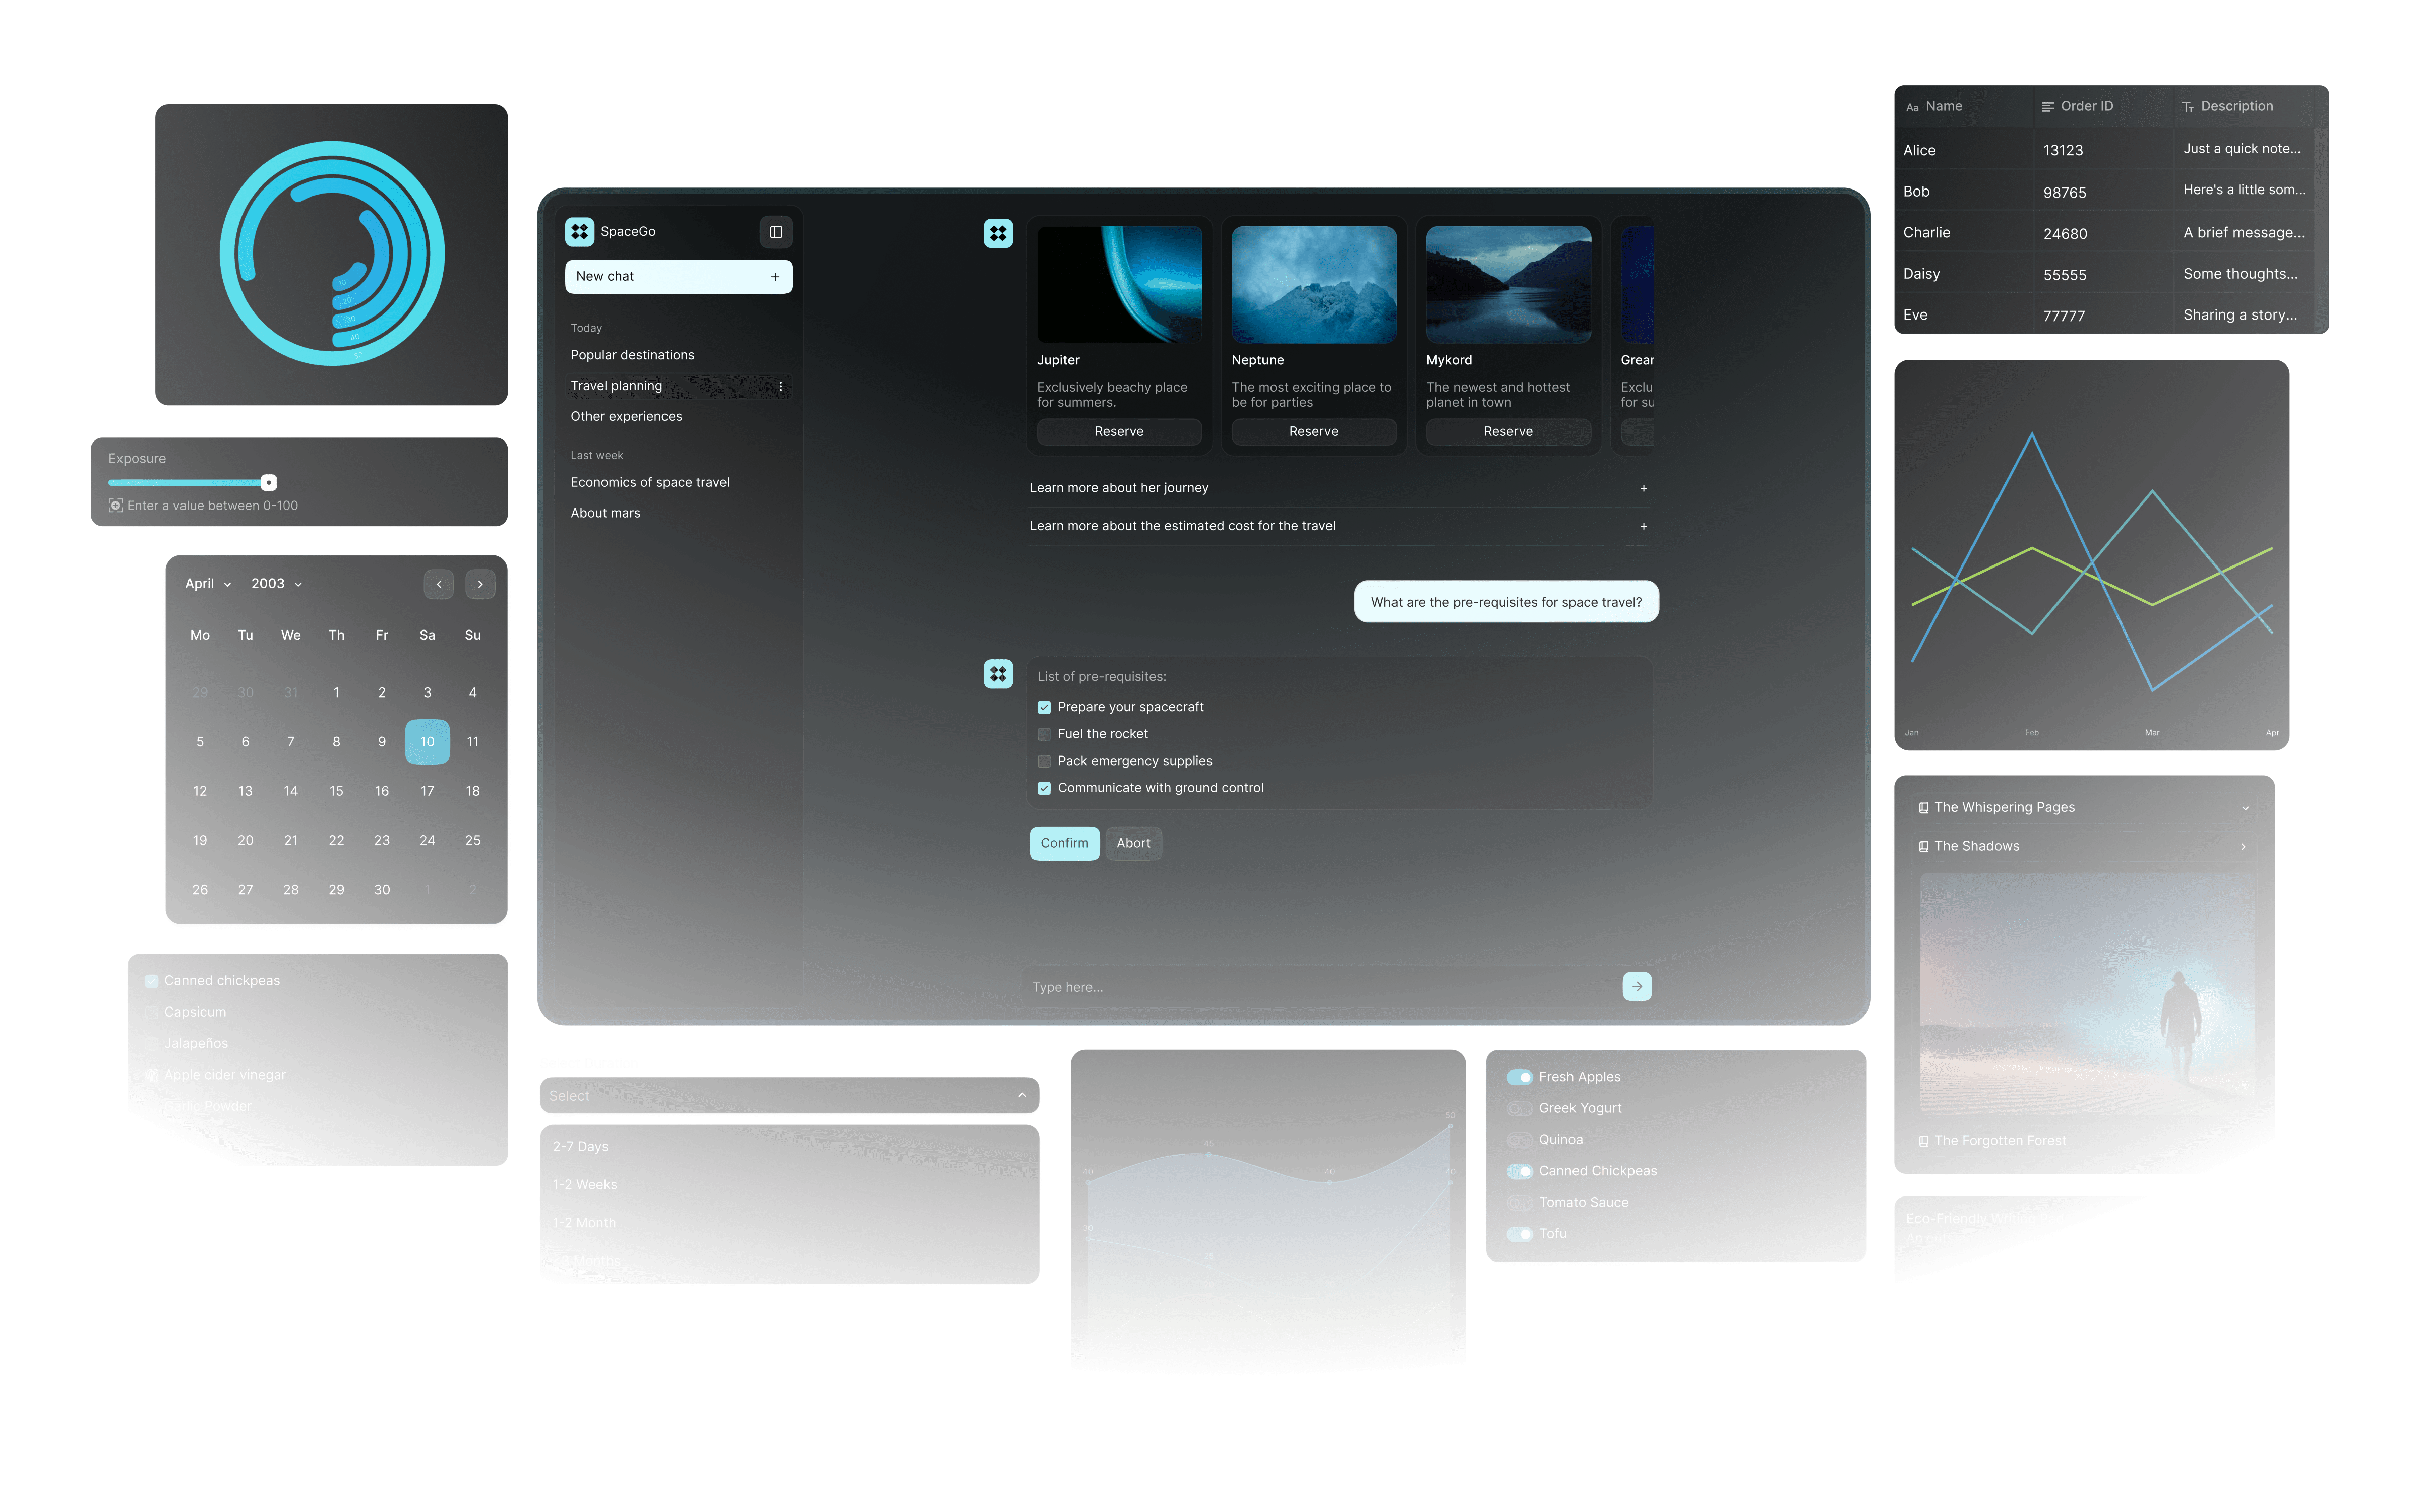 10
20
30
40
50
Exposure
Enter a value between 0-100
April 2003
Mo Tu We Th Fr Sa Su
29 30 31 1 2 3 4
5 6 7 8 9 10 11
12 13 14 15 16 17 18
19 20 21 22 23 24 25
26 27 28 29 30 1 2
Canned chickpeas
Capsicum
Jalapeños
Apple cider vinegar
Garlic Powder
SpaceGo
New chat
Today
Popular destinations
Travel planning
Other experiences
Last week
Economics of space travel
About mars
Jupiter
Exclusively beachy place
for summers.
Reserve
Neptune
The most exciting place to
be for parties
Reserve
Mykord
The newest and hottest
planet in town
Reserve
Grear
Exclu
for su
Learn more about her journey
Learn more about the estimated cost for the travel
What are the pre-requisites for space travel?
List of pre-requisites:
Prepare your spacecraft
Fuel the rocket
Pack emergency supplies
Communicate with ground control
Confirm Abort
Type here...
Select
2-7 Days
1-2 Weeks
1-2 Month
Months
50
45
40 40 40
30
25
Fresh Apples
Greek Yogurt
Quinoa
Canned Chickpeas
Tomato Sauce
Tofu
Aa Name Order ID Tт Description
Alice 13123 Just a quick note...
Bob 98765 Here's a little som...
Charlie 24680 A brief message...
Daisy 55555 Some thoughts...
Eve 77777 Sharing a story...
Jan Feb Mar Apr
The Whispering Pages
The Shadows
The Forgotten Forest
Eco-Friendly